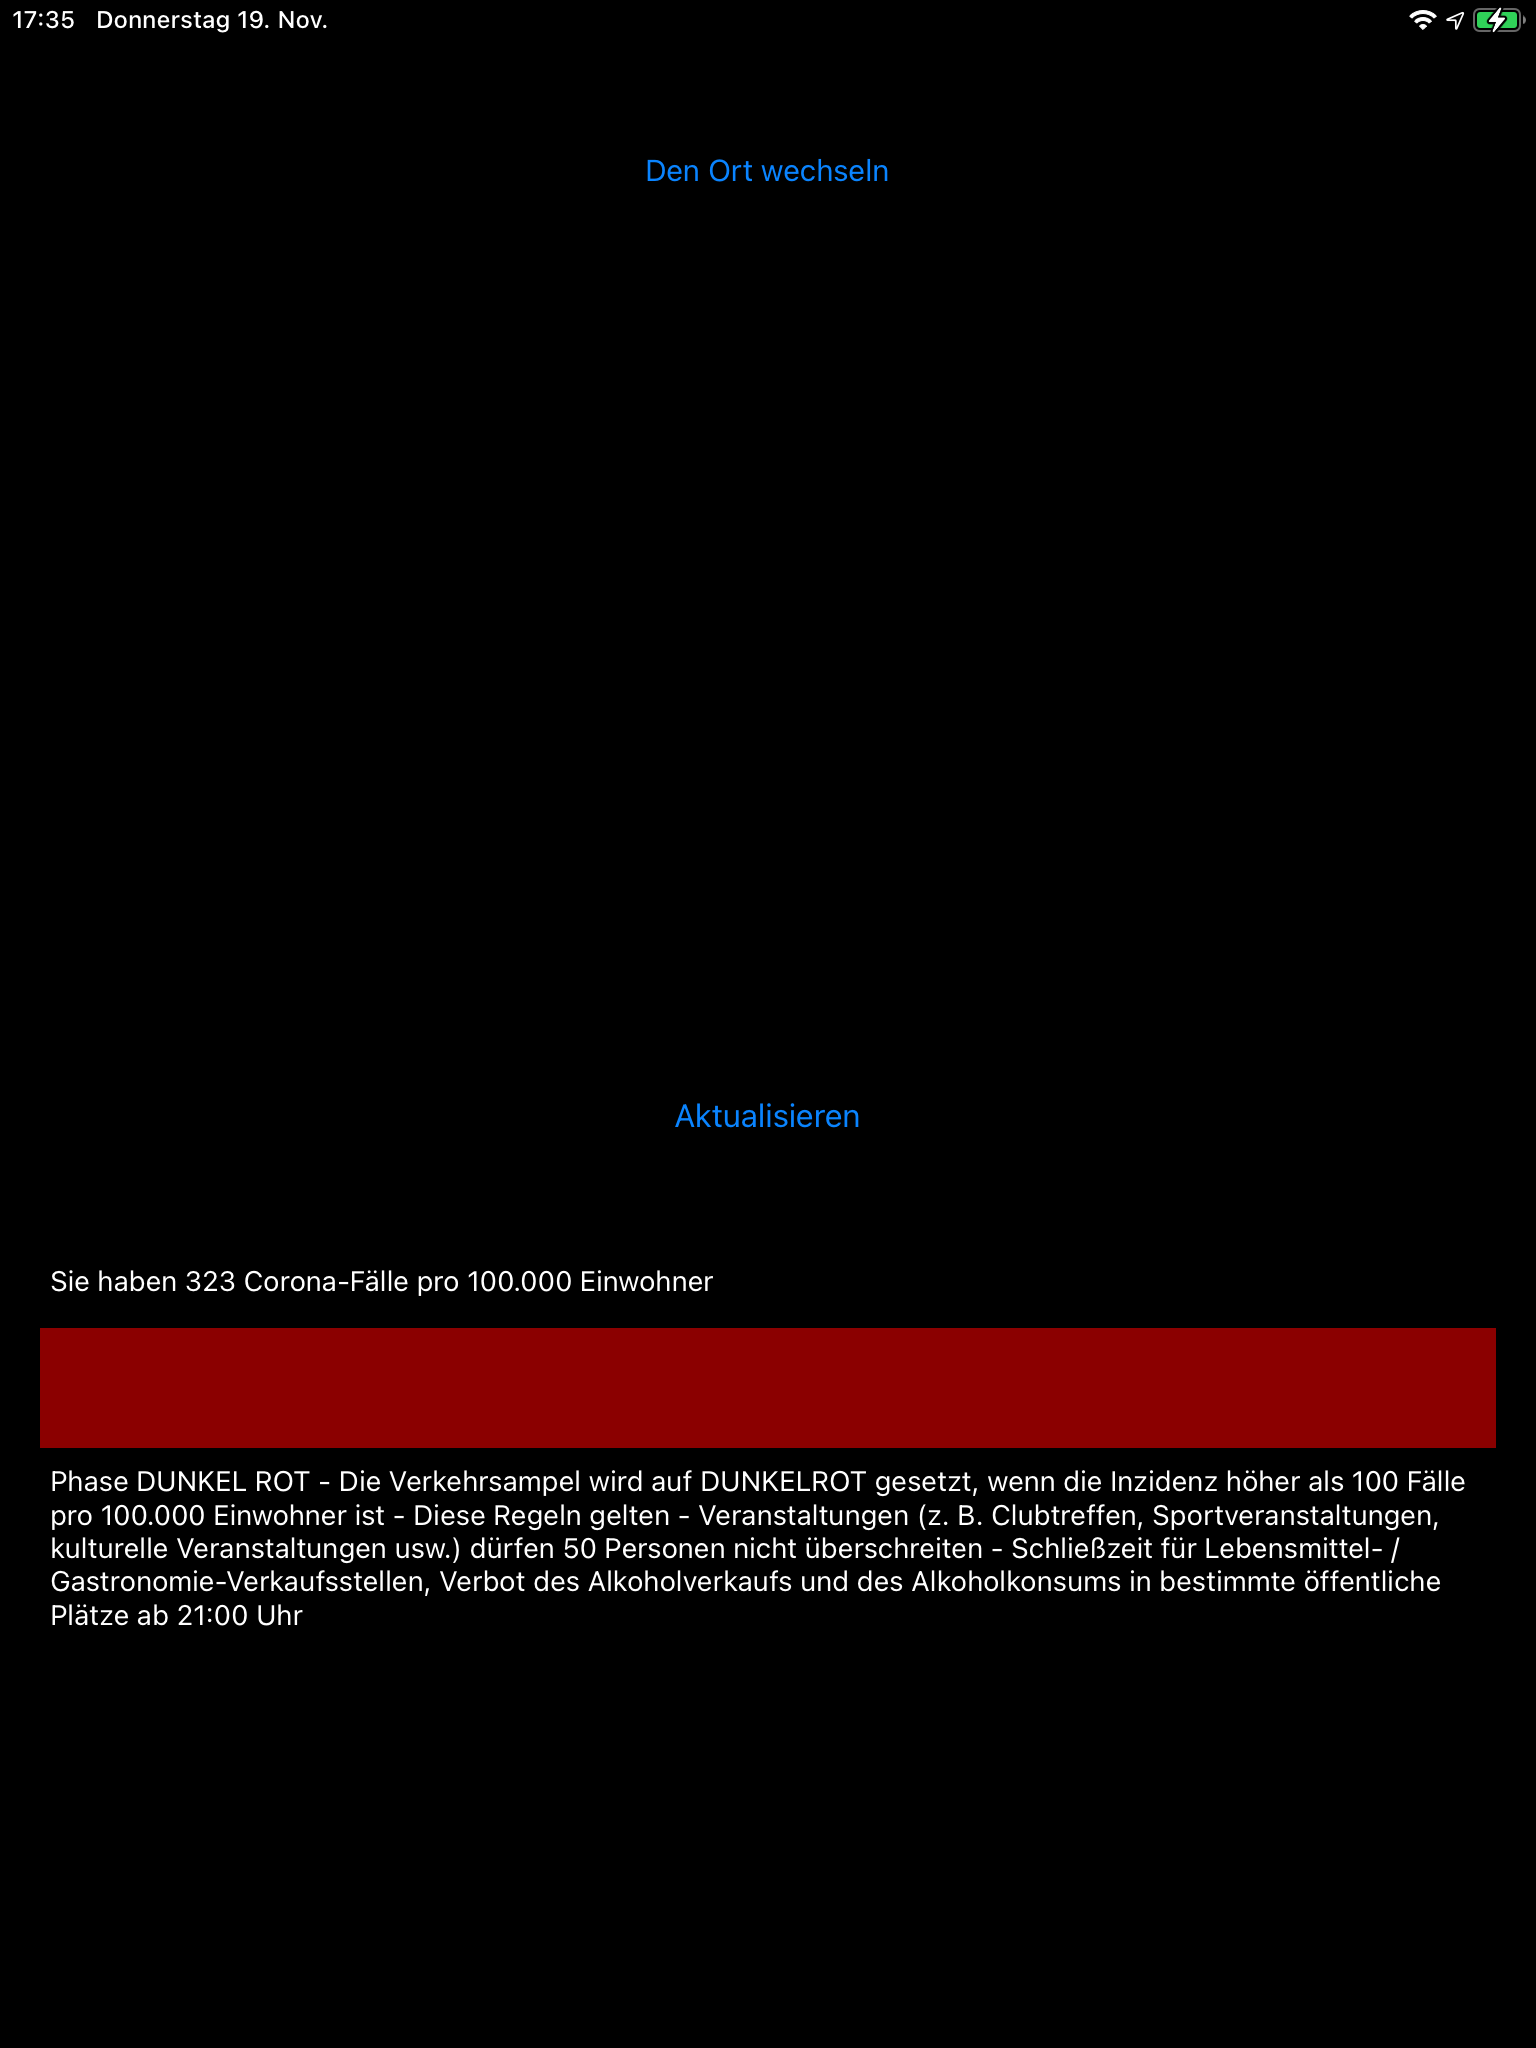 17:35 Donnerstag 19. Nov.
Den Ort wechseln
Aktualisieren
Sie haben 323 Corona-Fälle pro 100.000 Einwohner
Phase DUNKEL ROT - Die Verkehrsampel wird auf DUNKELROT gesetzt, wenn die Inzidenz höher als 100 Fälle
pro 100.000 Einwohner ist - Diese Regeln gelten - Veranstaltungen (z. B. Clubtreffen, Sportveranstaltungen,
kulturelle Veranstaltungen usw.) dürfen 50 Personen nicht überschreiten - Schließzeit für Lebensmittel- /
Gastronomie-Verkaufsstellen, Verbot des Alkoholverkaufs und des Alkoholkonsums in bestimmte öffentliche
Plätze ab 21:00 Uhr